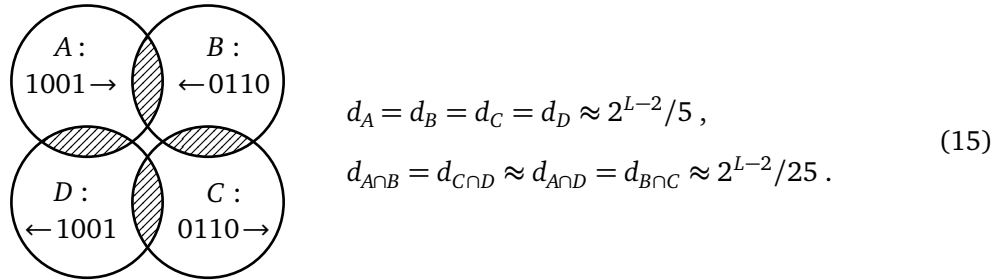 A :
1001 →
B :
← 0110
d_A = d_B = d_C = d_D ≈ 2^{L−2}/5 ,
d_{A∩B} = d_{C∩D} ≈ d_{A∩D} = d_{B∩C} ≈ 2^{L−2}/25 .
(15)
D :
← 1001
C :
0110 →